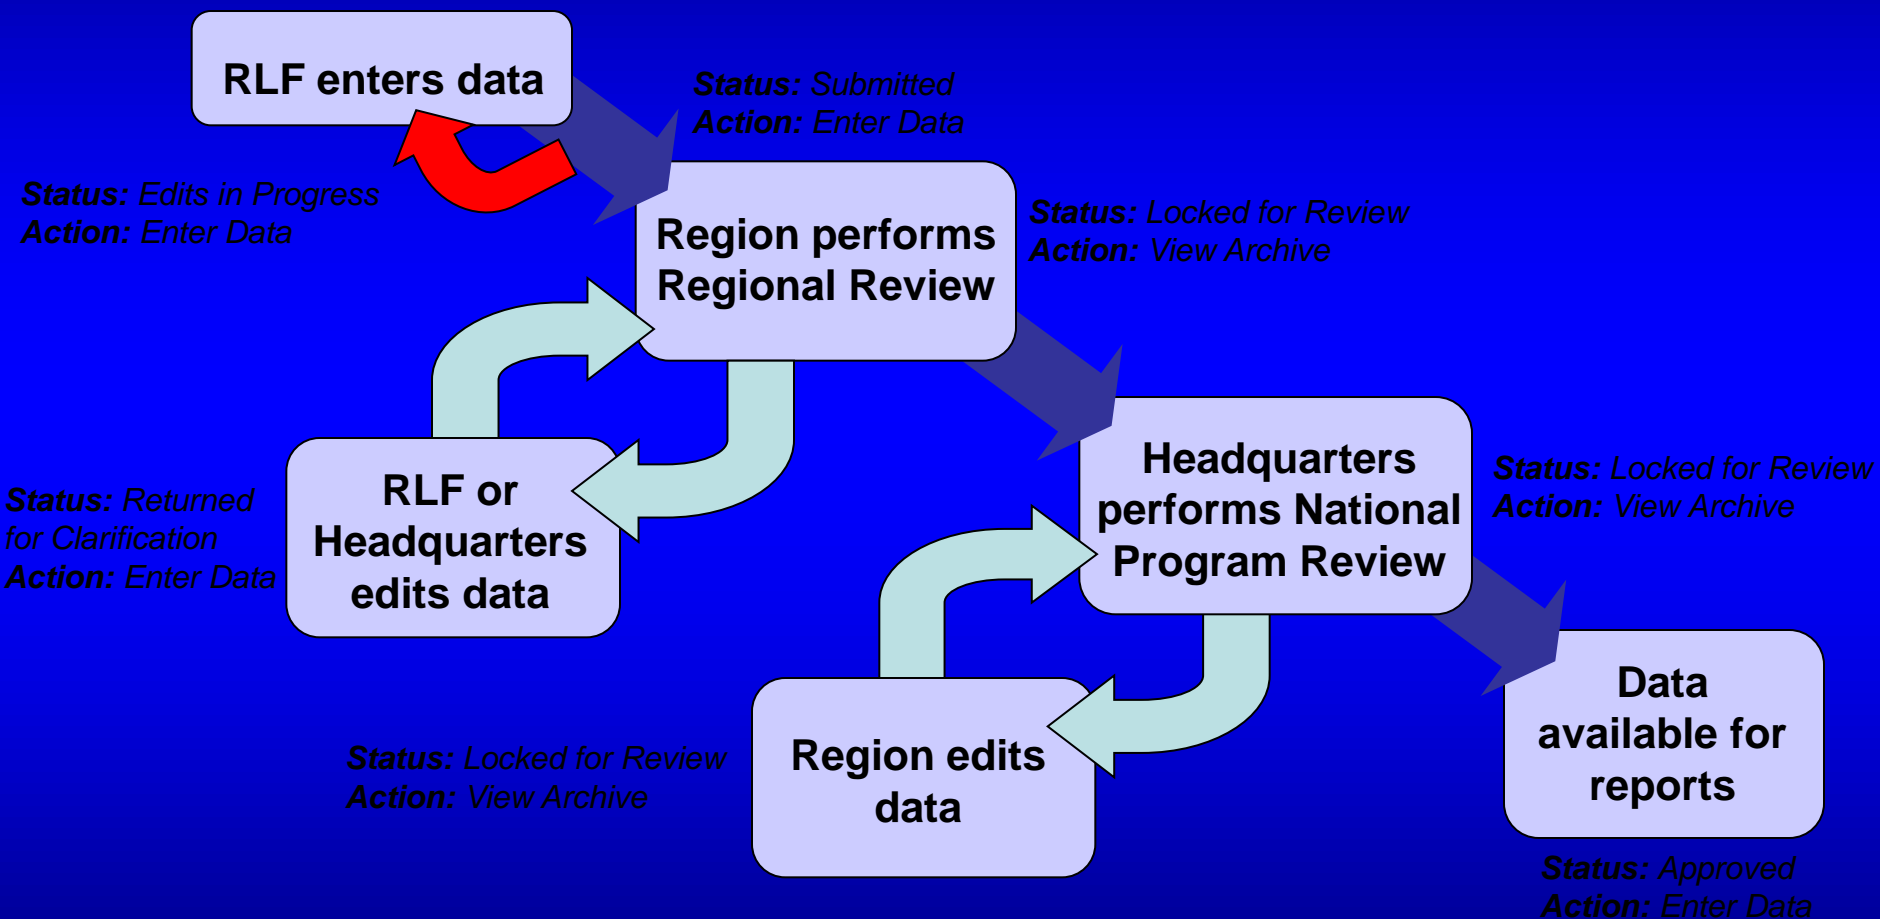 RLF enters data
Status: Submitted
Action: Enter Data
Status: Edits in Progress
Action: Enter Data
Region performs
Regional Review
Status: Locked for Review
Action: View Archive
RLF or
Headquarters
edits data
Status: Returned
for Clarification
Action: Enter Data
Headquarters
performs National
Program Review
Status: Locked for Review
Action: View Archive
Region edits
data
Status: Locked for Review
Action: View Archive
Data
available for
reports
Status: Approved
Action: Enter Data